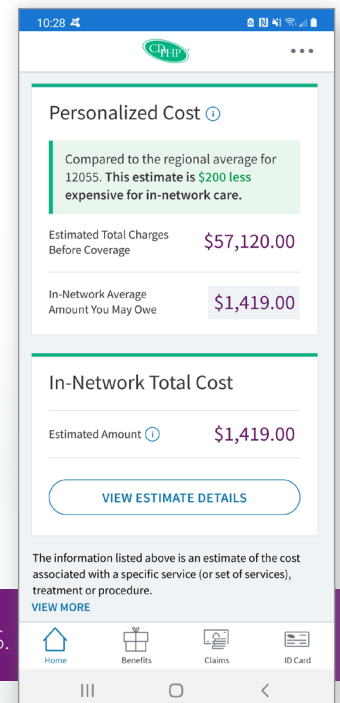 10:28
CDPHP
Personalized Cost
Compared to the regional average for
12055. This estimate is $200 less
expensive for in-network care.
Estimated Total Charges
Before Coverage
$57,120.00
In-Network Average
Amount You May Owe
$1,419.00
In-Network Total Cost
Estimated Amount
$1,419.00
VIEW ESTIMATE DETAILS
The information listed above is an estimate of the cost
associated with a specific service (or set of services),
treatment or procedure.
VIEW MORE
s.
Home
Benefits
Claims
ID Card